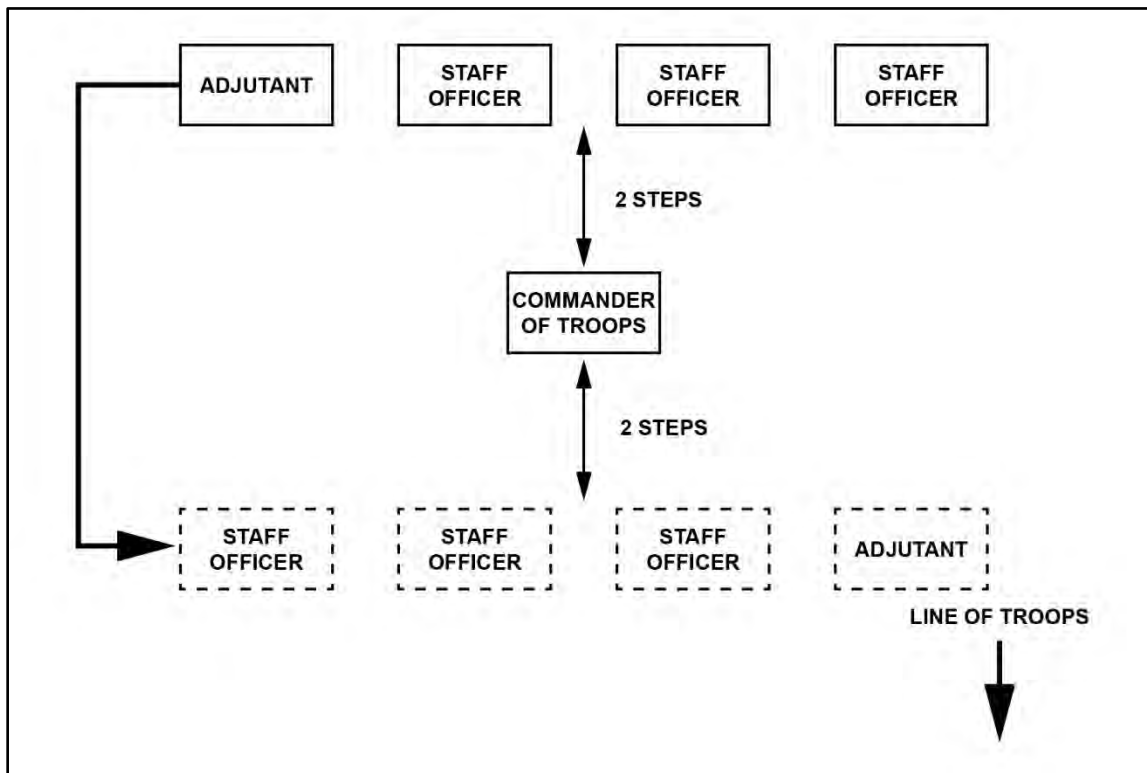 ADJUTANT
STAFF
OFFICER
STAFF
OFFICER
STAFF
OFFICER
2 STEPS
COMMANDER
OF TROOPS
2 STEPS
STAFF
OFFICER
STAFF
OFFICER
STAFF
OFFICER
ADJUTANT
LINE OF TROOPS